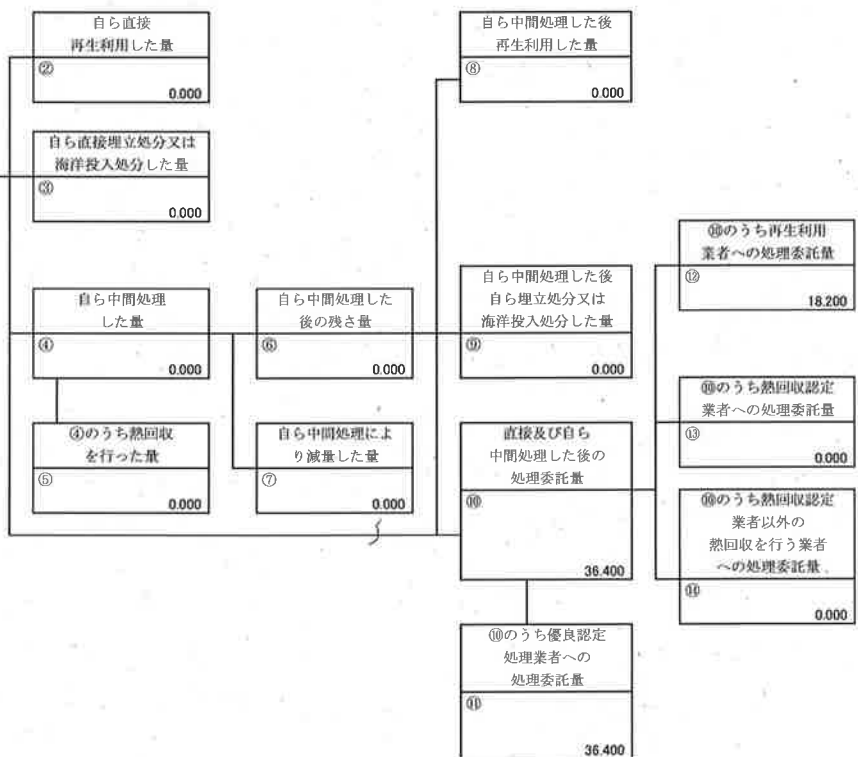 自ら直接
再生利用した量
②
0.000
自ら中間処理した後
再生利用した量
⑧
0.000
自ら直接埋立処分又は
海洋投入処分した量
③
0.000
⑩のうち再生利用
業者への処理委託量
⑫
18.200
自ら中間処理
した量
④
0.000
自ら中間処理した
後の残さ量
⑥
0.000
自ら中間処理した後
自ら埋立処分又は
海洋投入処分した量
⑨
0.000
⑩のうち熱回収認定
業者への処理委託量
⑬
0.000
④のうち熱回収
を行った量
⑤
0.000
自ら中間処理によ
り減量した量
⑦
0.000
直接及び自ら
中間処理した後の
処理委託量
⑩
36.400
⑩のうち熱回収認定
業者以外の
熱回収を行う業者
への処理委託量
⑭
0.000
⑩のうち優良認定
処理業者への
処理委託量
⑪
36.400